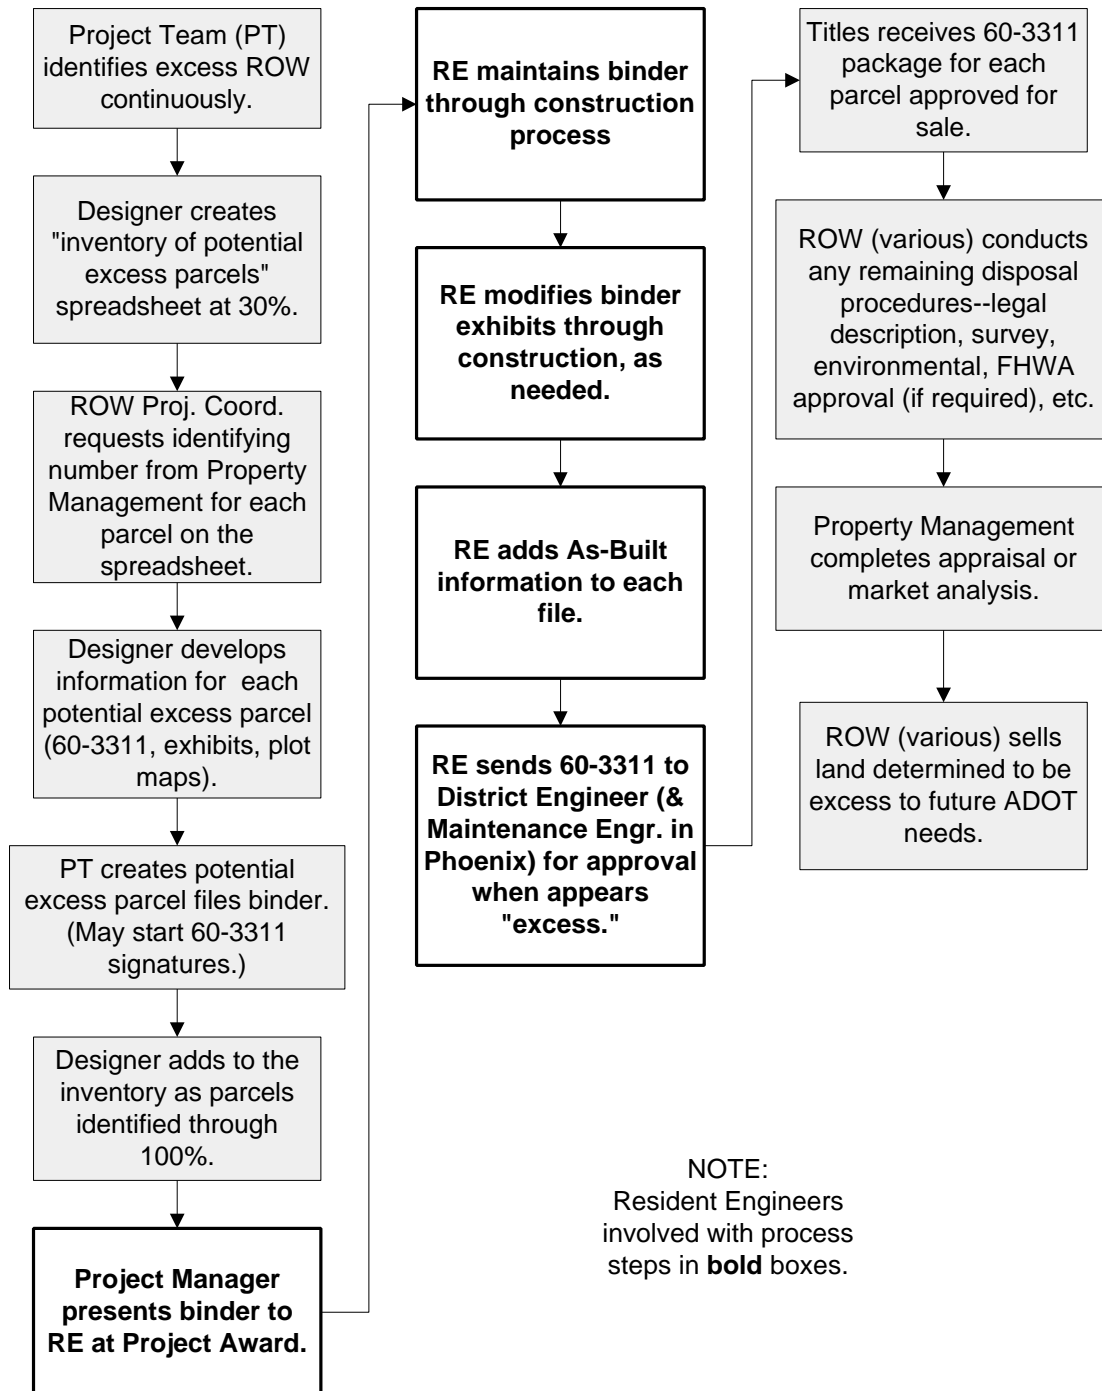 Project Team (PT)
identifies excess ROW
continuously.
Designer creates
"inventory of potential
excess parcels"
spreadsheet at 30%.
ROW Proj. Coord.
requests identifying
number from Property
Management for each
parcel on the
spreadsheet.
Designer develops
information for each
potential excess parcel
(60-3311, exhibits, plot
maps).
PT creates potential
excess parcel files binder.
(May start 60-3311
signatures.)
Designer adds to the
inventory as parcels
identified through
100%.
Project Manager
presents binder to
RE at Project Award.
RE maintains binder
through construction
process
RE modifies binder
exhibits through
construction, as
needed.
RE adds As-Built
information to each
file.
RE sends 60-3311 to
District Engineer (&
Maintenance Engr. in
Phoenix) for approval
when appears
"excess."
Titles receives 60-3311
package for each
parcel approved for
sale.
ROW (various) conducts
any remaining disposal
procedures--legal
description, survey,
environmental, FHWA
approval (if required), etc.
Property Management
completes appraisal or
market analysis.
ROW (various) sells
land determined to be
excess to future ADOT
needs.
NOTE:
Resident Engineers
involved with process
steps in bold boxes.